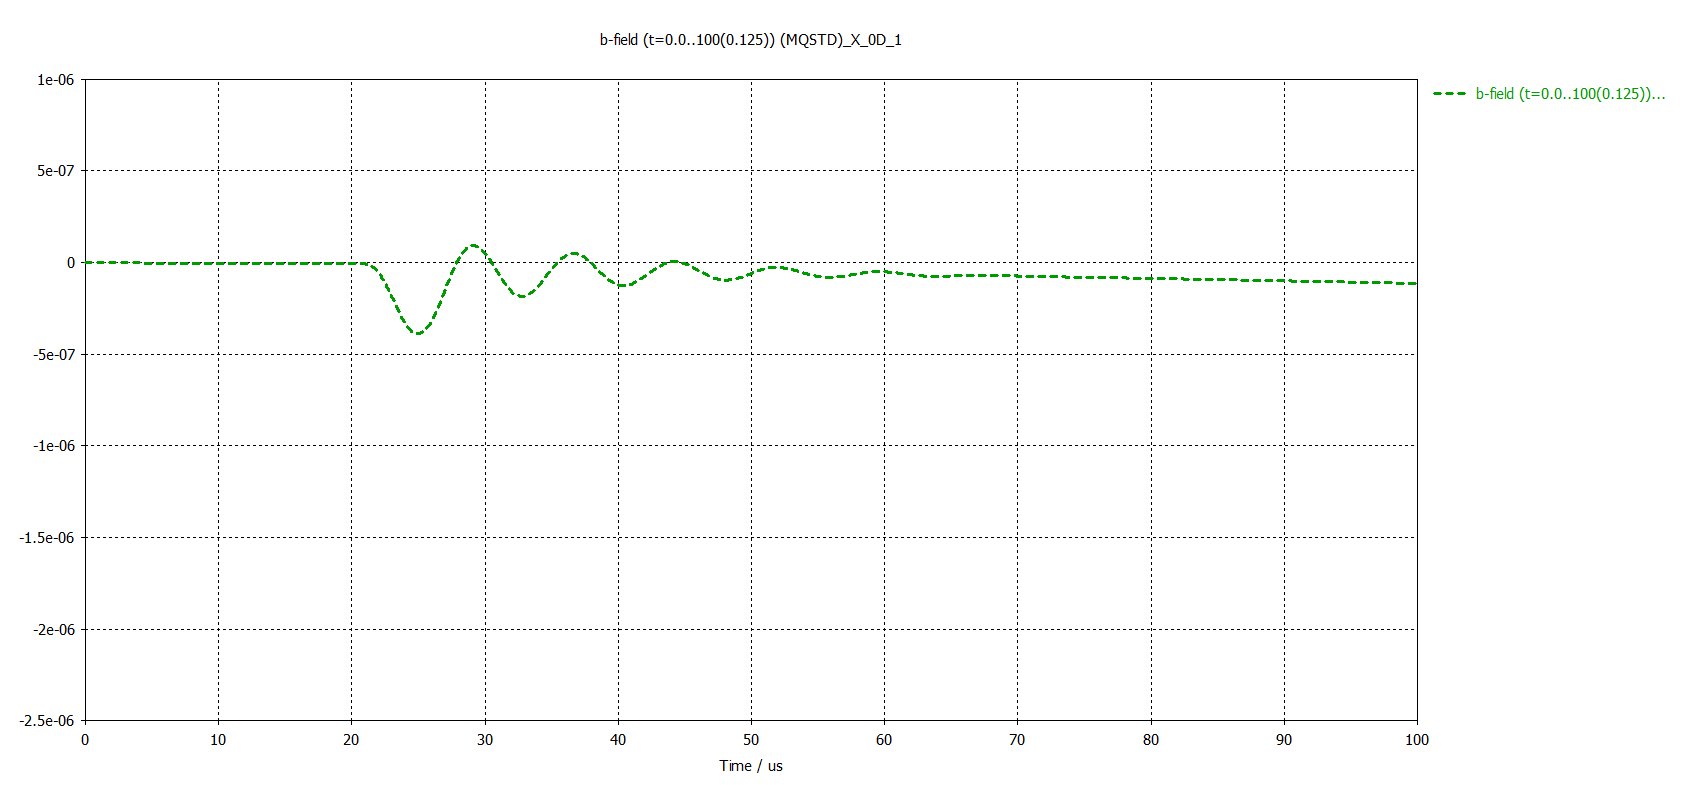 b-field (t=0.0..100(0.125)) (MQSTD)_X_0D_1
1e-06
5e-07
0
-5e-07
-1e-06
-1.5e-06
-2e-06
-2.5e-06
0 10 20 30 40 50 60 70 80 90 100
Time / us
b-field (t=0.0..100(0.125))...